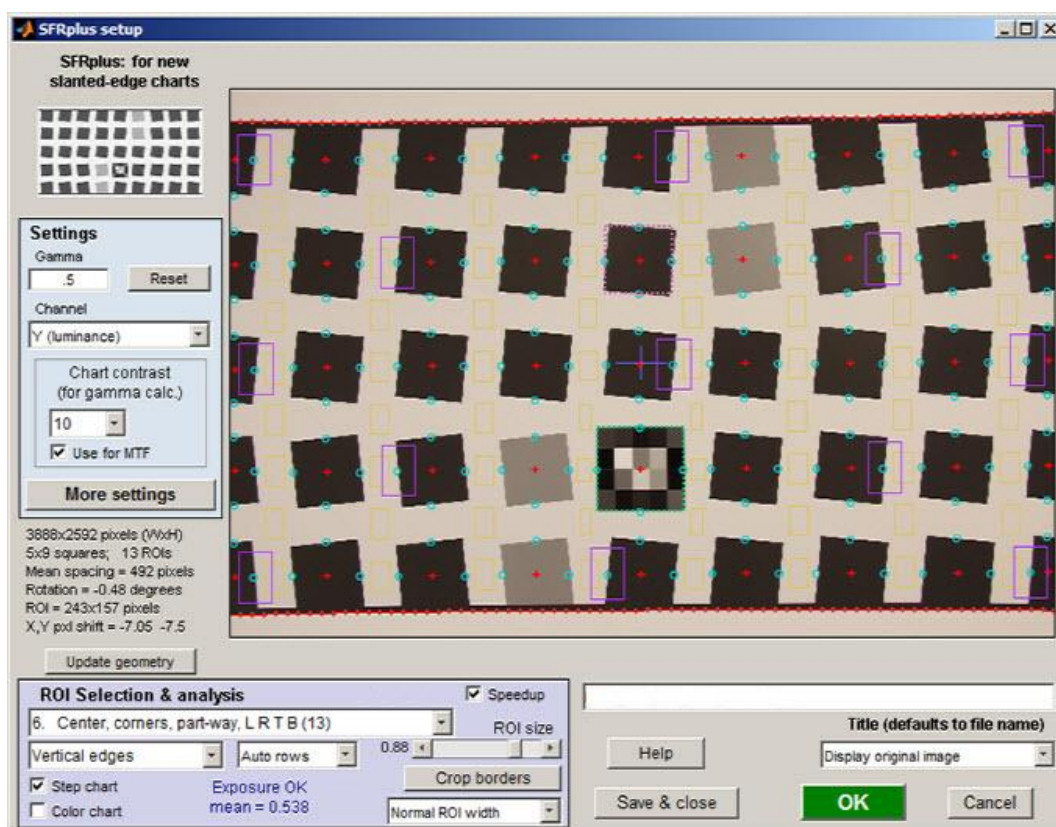 SFRplus setup
SFRplus: for new
slanted-edge charts
Settings
Gamma
.5
Reset
Channel
Y (luminance)
Chart contrast
(for gamma calc.)
10
Use for MTF
More settings
3888x2592 pixels (WxH)
5x9 squares; 13 ROIs
Mean spacing = 492 pixels
Rotation = -0.48 degrees
ROI = 243x157 pixels
X,Y pxl shift = -7.05 -7.5
Update geometry
ROI Selection & analysis
Speedup
6. Center, corners, part-way, L R T B (13)
ROI size
Vertical edges
Auto rows
0.88
Crop borders
Step chart
Exposure OK
Color chart
mean = 0.538
Normal ROI width
Title (defaults to file name)
Help
Display original image
Save & close
OK
Cancel